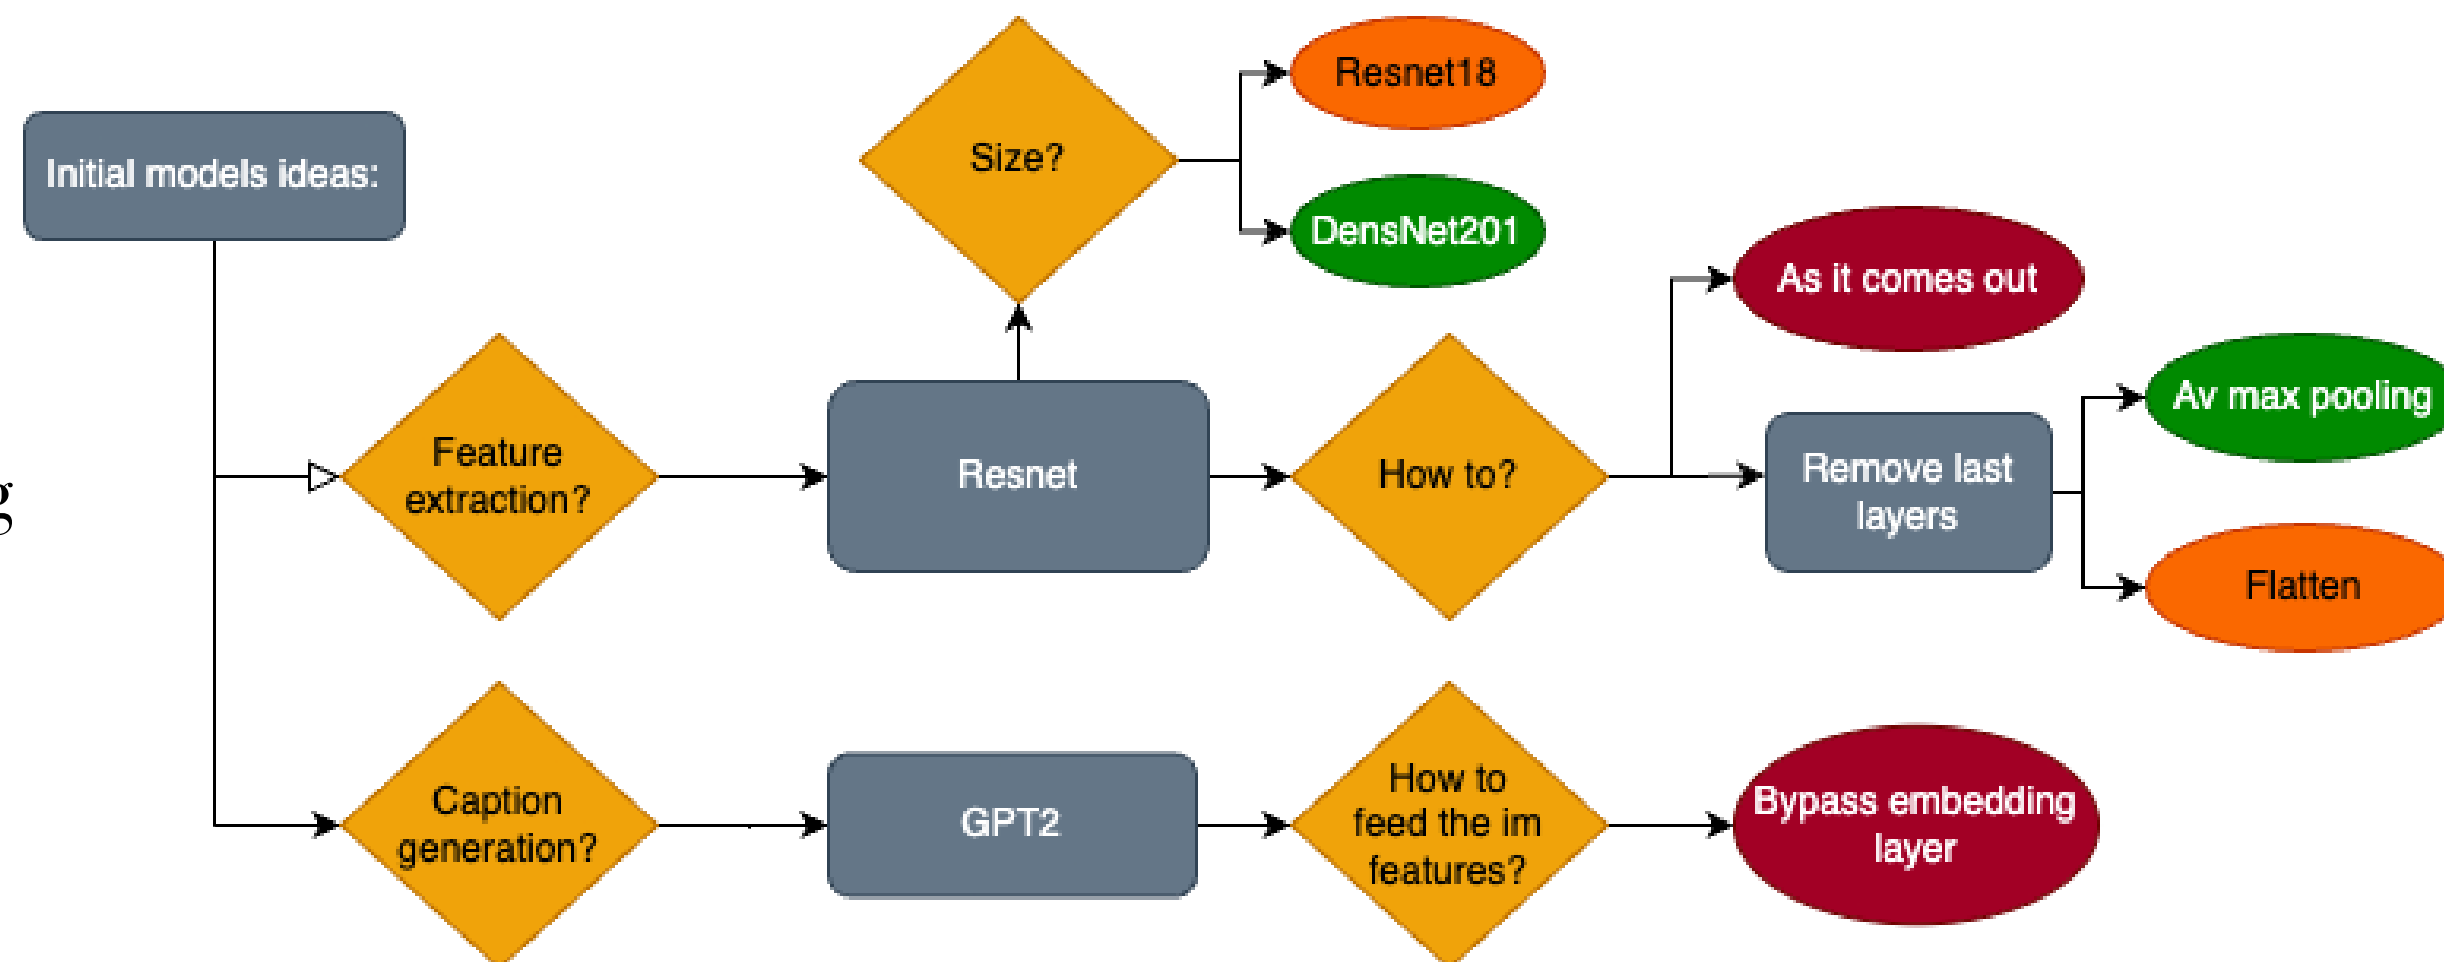 Initial models ideas:
Size?
Resnet18
DensNet201
As it comes out
Feature
extraction?
Resnet
How to?
Remove last
layers
Av max pooling
Flatten
g
Caption
generation?
GPT2
How to
feed the im
features?
Bypass embedding
layer